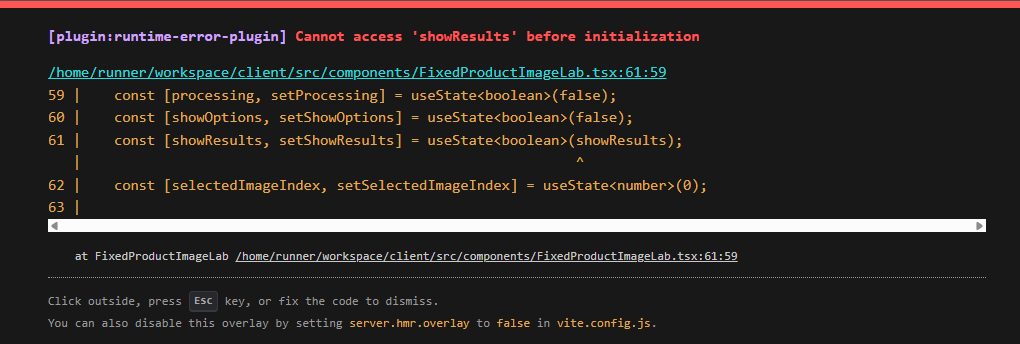 [plugin:runtime-error-plugin] Cannot access 'showResults' before initialization
/home/runner/workspace/client/src/components/FixedProductImageLab.tsx:61:59
59 |    const [processing, setProcessing] = useState<boolean>(false);
60 |    const [showOptions, setShowOptions] = useState<boolean>(false);
61 |    const [showResults, setShowResults] = useState<boolean>(showResults);
   |                                                            ^
62 |    const [selectedImageIndex, setSelectedImageIndex] = useState<number>(0);
63 |
at FixedProductImageLab /home/runner/workspace/client/src/components/FixedProductImageLab.tsx:61:59
Click outside, press Esc key, or fix the code to dismiss.
You can also disable this overlay by setting server.hmr.overlay to false in vite.config.js.